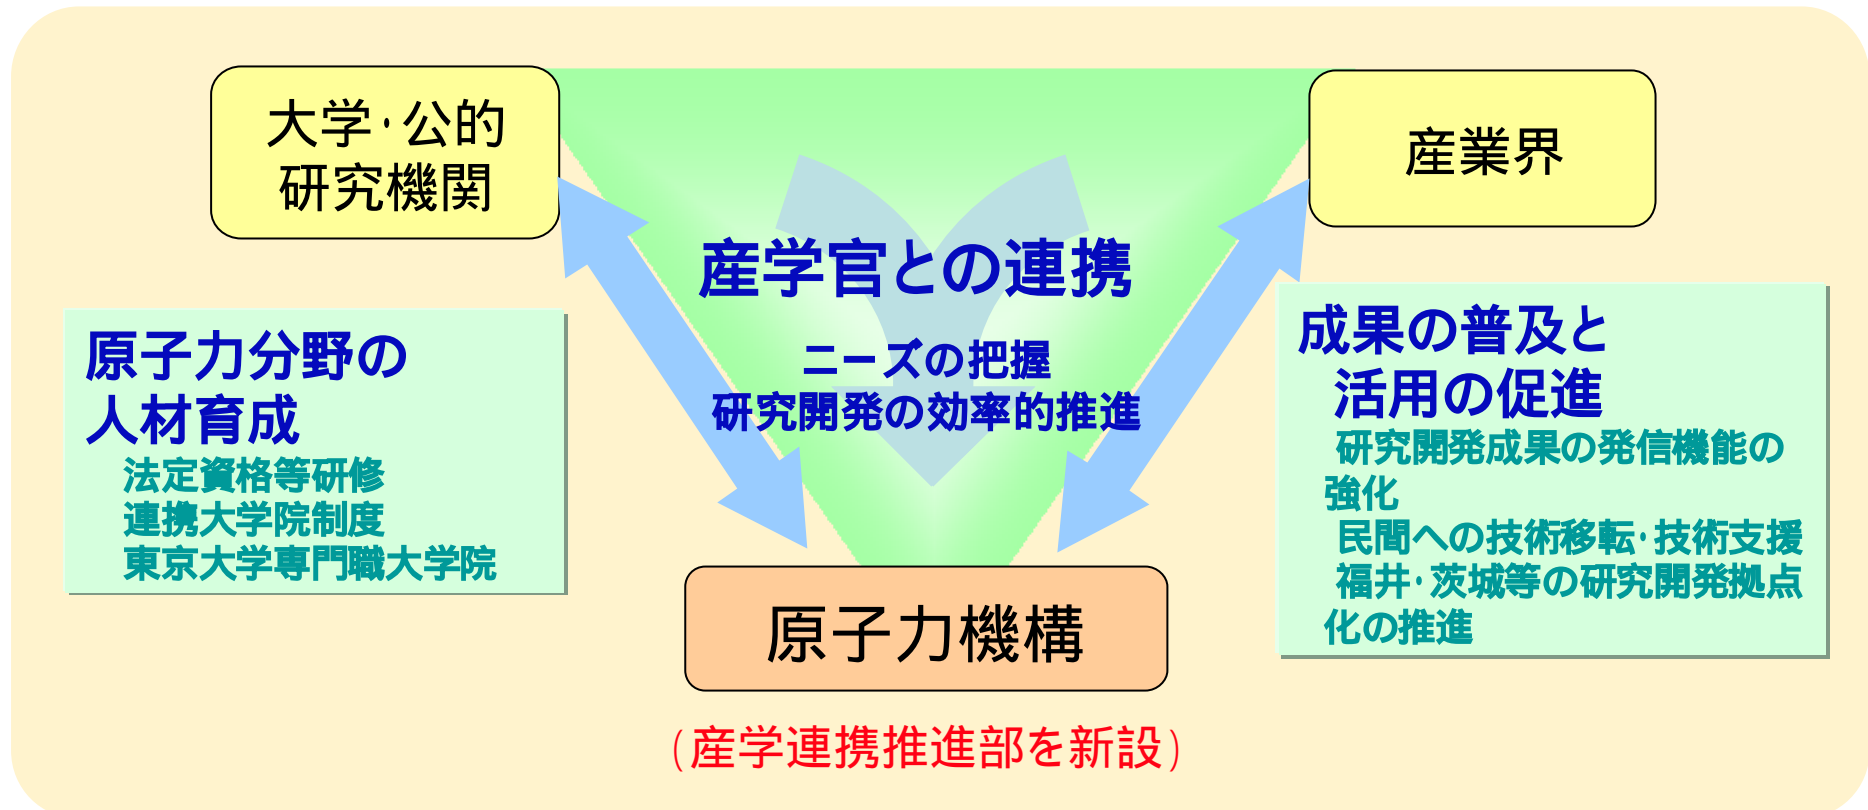 大学・公的
研究機関
産業界
産学官との連携
ニーズの把握
研究開発の効率的推進
原子力分野の
人材育成
法定資格等研修
連携大学院制度
東京大学専門職大学院
成果の普及と
活用の促進
研究開発成果の発信機能の
強化
民間への技術移転・技術支援
福井・茨城等の研究開発拠点
化の推進
原子力機構
(産学連携推進部を新設)